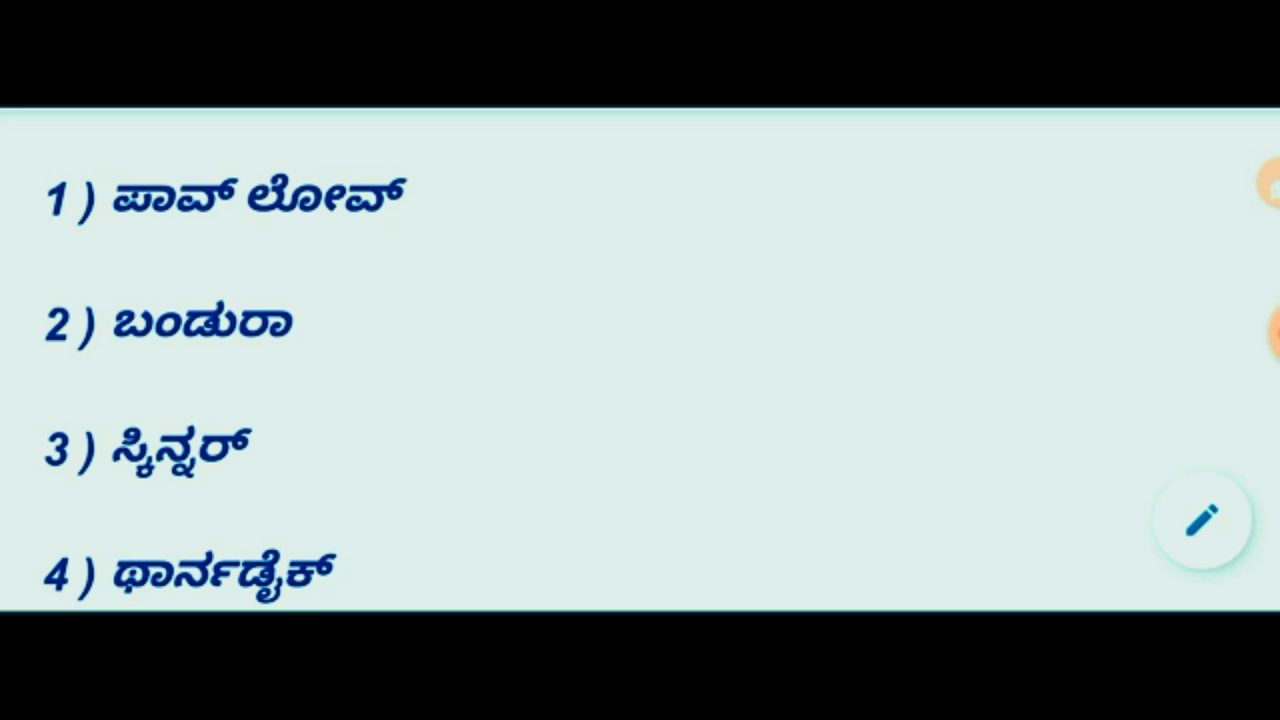 1 ) ಪಾವ್ ಲೋವ್
2 ) ಬಂಡುರಾ
3 ) ಸ್ಕಿನ್ನರ್
4 ) ಥಾರ್ನಡೈಕ್